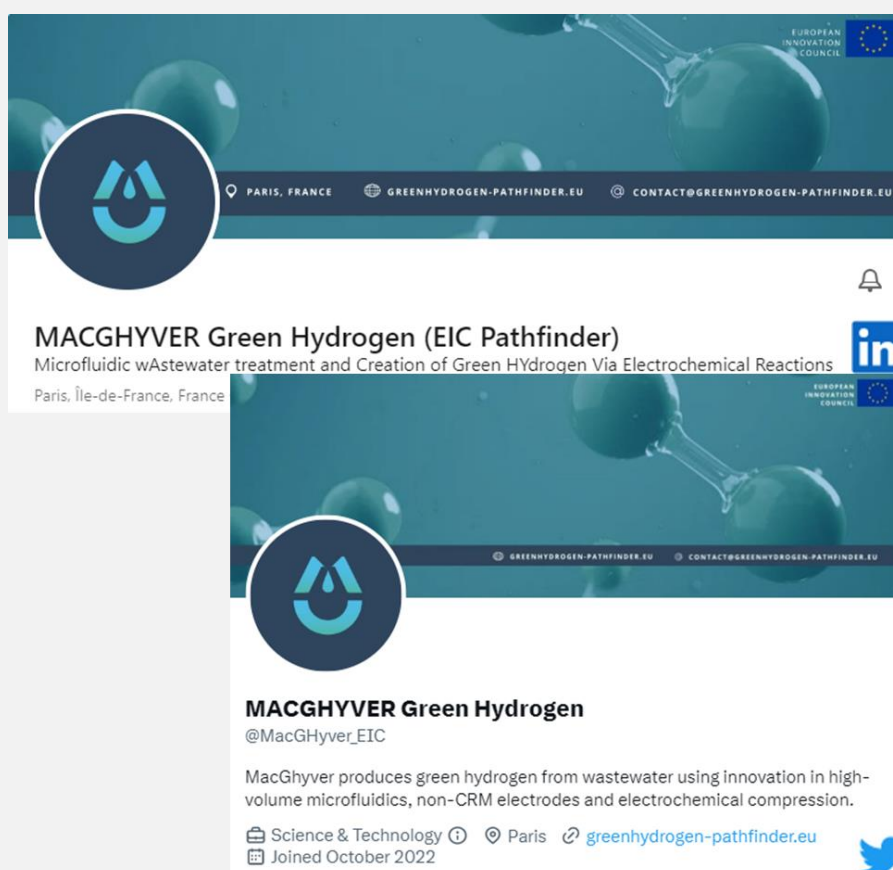 EUROPEAN
INNOVATION
COUNCIL
PARIS, FRANCE GREENHYDROGEN-PATHFINDER.EU CONTACT@GREENHYDROGEN-PATHFINDER.EU
MACGHYVER Green Hydrogen (EIC Pathfinder)
Microfluidic wAstewater treatment and Creation of Green HYdrogen Via Electrochemical Reactions
in
Paris, Île-de-France, France
EUROPEAN
INNOVATION
COUNCIL
GREENHYDROGEN-PATHFINDER.EU CONTACT@GREENHYDROGEN-PATHFINDER.EU
MACGHYVER Green Hydrogen
@MacGHyver_EIC
MacGhyver produces green hydrogen from wastewater using innovation in high-
volume microfluidics, non-CRM electrodes and electrochemical compression.
Science & Technology Paris greenhydrogen-pathfinder.eu
Joined October 2022